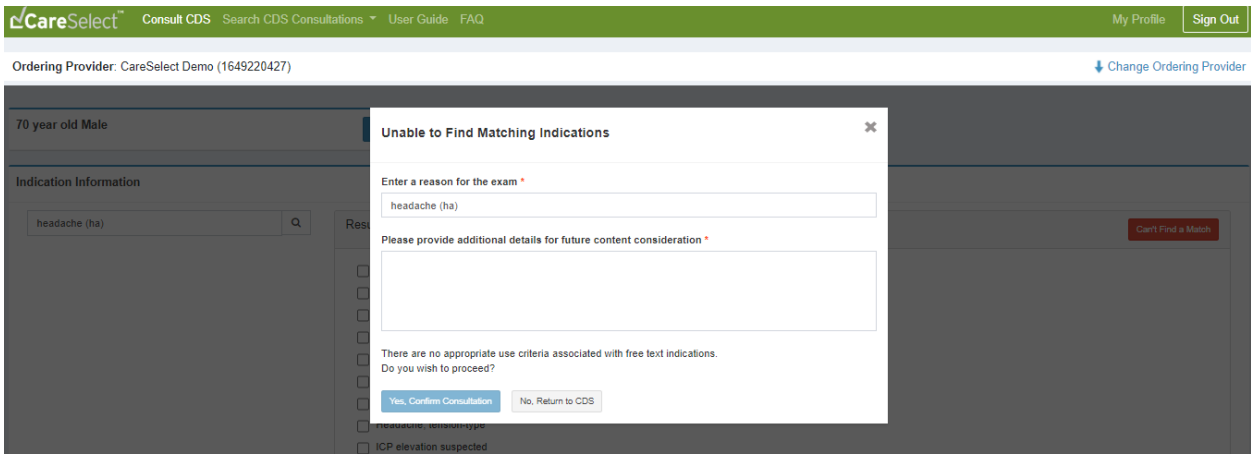 CareSelect™ Consult CDS Search CDS Consultations User Guide FAQ My Profile Sign Out
Ordering Provider: CareSelect Demo (1649220427) Change Ordering Provider
70 year old Male
Unable to Find Matching Indications
Indication Information
Enter a reason for the exam *
headache (ha)
headache (ha)
Resu
Can't Find a Match
Please provide additional details for future content consideration *
There are no appropriate use criteria associated with free text indications.
Do you wish to proceed?
Yes, Confirm Consultation No, Return to CDS
Headache, tension-type
ICP elevation suspected